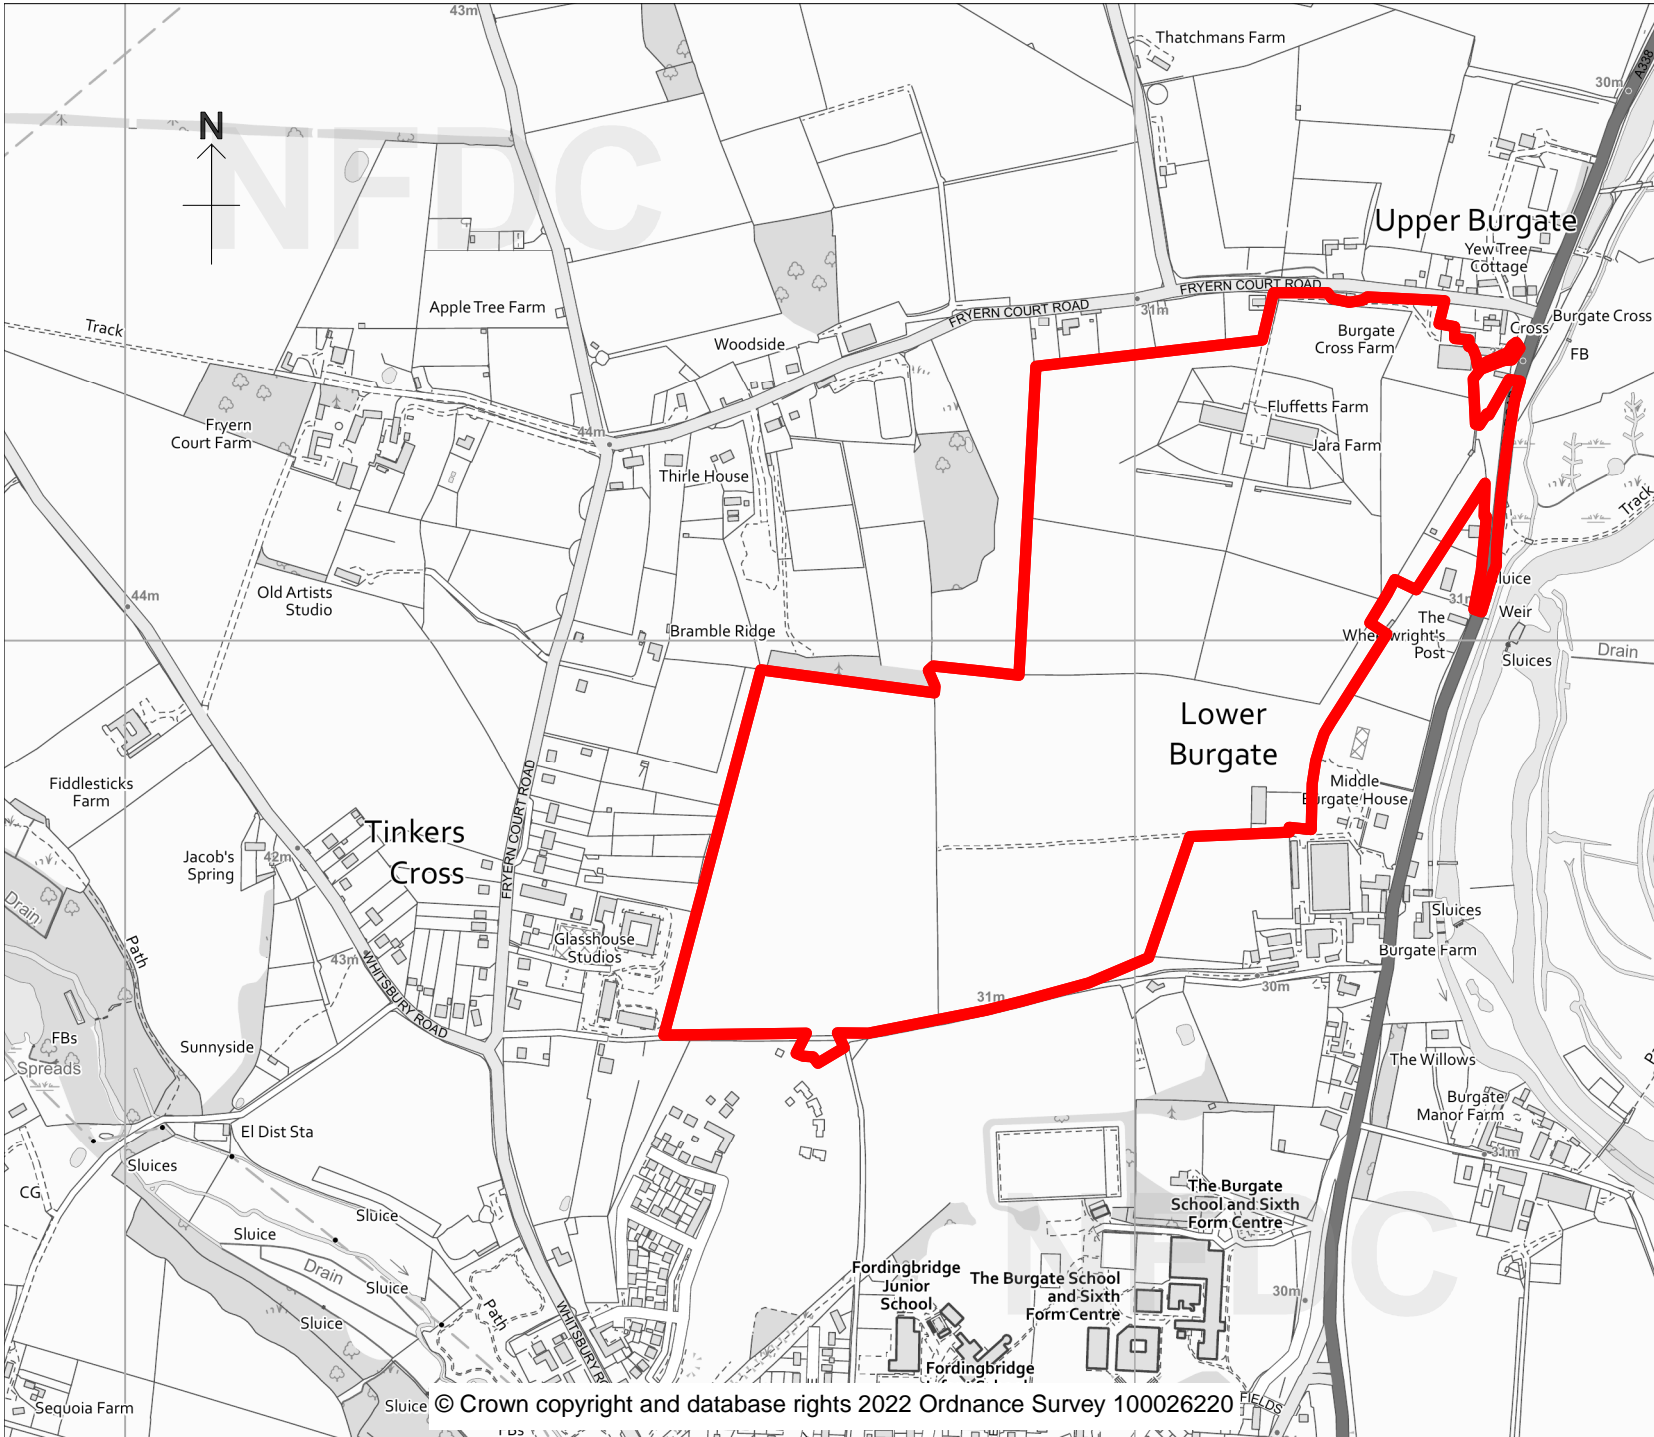 43m
Thatchmans Farm
30m
A338
N
NFDC
Upper Burgate
Yew Tree
Cottage
Apple Tree Farm
FRYERN COURT ROAD
FRYERN COURT ROAD
31m
Burgate Cross
Cross
Track
Woodside
Burgate
Cross Farm
FB
Fluffetts Farm
Fryern
Court Farm
44m
Jara Farm
Thirle House
Track
Old Artists
Studio
44m
31m
Sluice
Weir
The
Wheelwright's
Post
Bramble Ridge
Sluices
Drain
Lower
Burgate
Fiddlesticks
Farm
Middle
Burgate House
FRYERN COURT ROAD
Tinkers
Cross
Jacob's
Spring
42m
Drain
Path
Sluices
Glasshouse
Studios
Burgate Farm
43m
WHITSBURY ROAD
31m
30m
FBs
Spreads
Sunnyside
The Willows
Burgate
Manor Farm
El Dist Sta
31m
Sluices
CG
The Burgate
School and Sixth
Form Centre
NFDC
Sluice
Sluice
Drain
Sluice
Sluice
Path
Fordingbridge
Junior
School
The Burgate School
and Sixth
Form Centre
30m
WHITSBURY RO
Fordingbridge
Sequoia Farm
Sluice
© Crown copyright and database rights 2022 Ordnance Survey 100026220
FIELDS
FBs